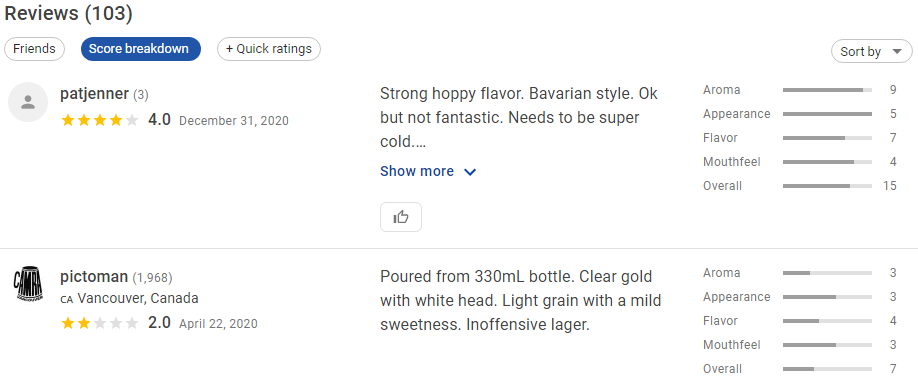 Reviews (103)
Friends
Score breakdown
+ Quick ratings
Sort by
patjenner (3)
4.0 December 31, 2020
Strong hoppy flavor. Bavarian style. Ok
but not fantastic. Needs to be super
cold....
Show more
Aroma 9
Appearance 5
Flavor 7
Mouthfeel 4
Overall 15
CAMRA
VANCOUVER
pictoman (1,968)
CA Vancouver, Canada
2.0 April 22, 2020
Poured from 330mL bottle. Clear gold
with white head. Light grain with a mild
sweetness. Inoffensive lager.
Aroma 3
Appearance 3
Flavor 4
Mouthfeel 3
Overall 7